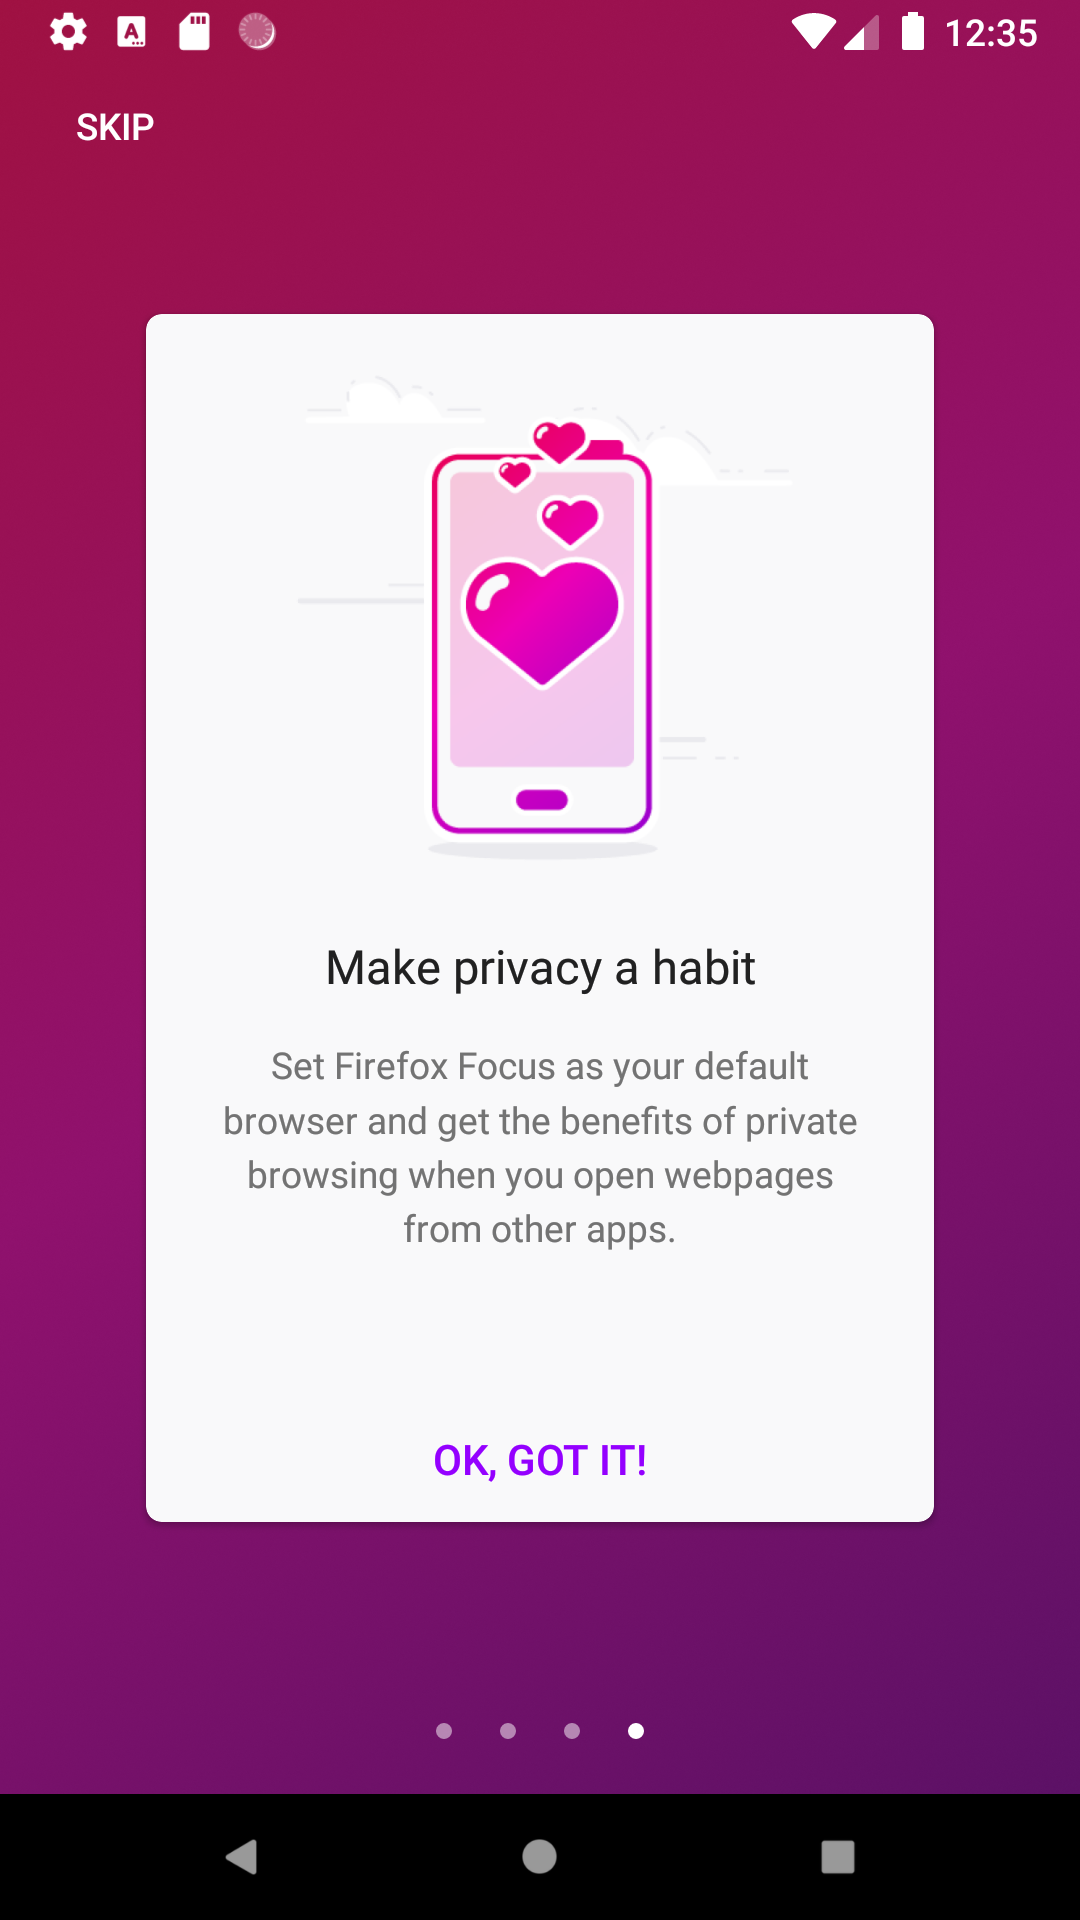 12:35
SKIP
Make privacy a habit
Set Firefox Focus as your default
browser and get the benefits of private
browsing when you open webpages
from other apps.
OK, GOT IT!